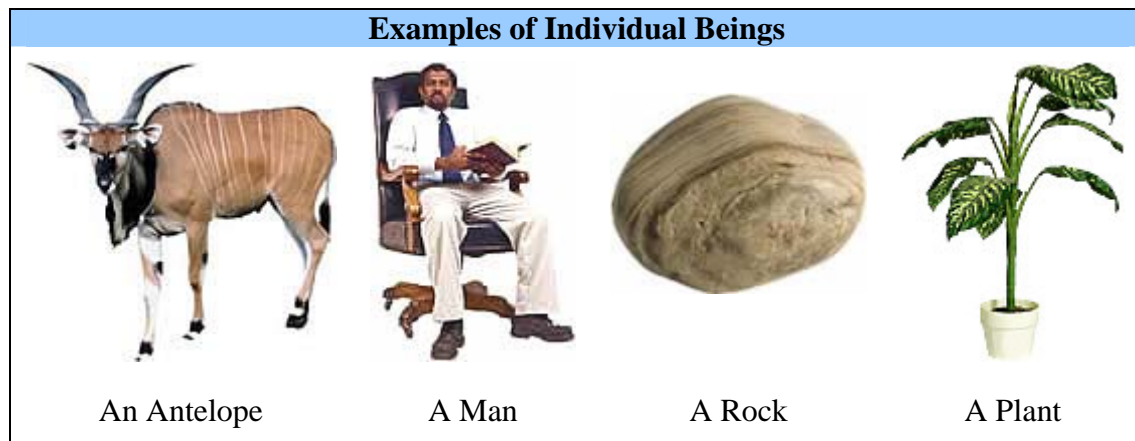 Examples of Individual Beings
An Antelope
A Man
A Rock
A Plant